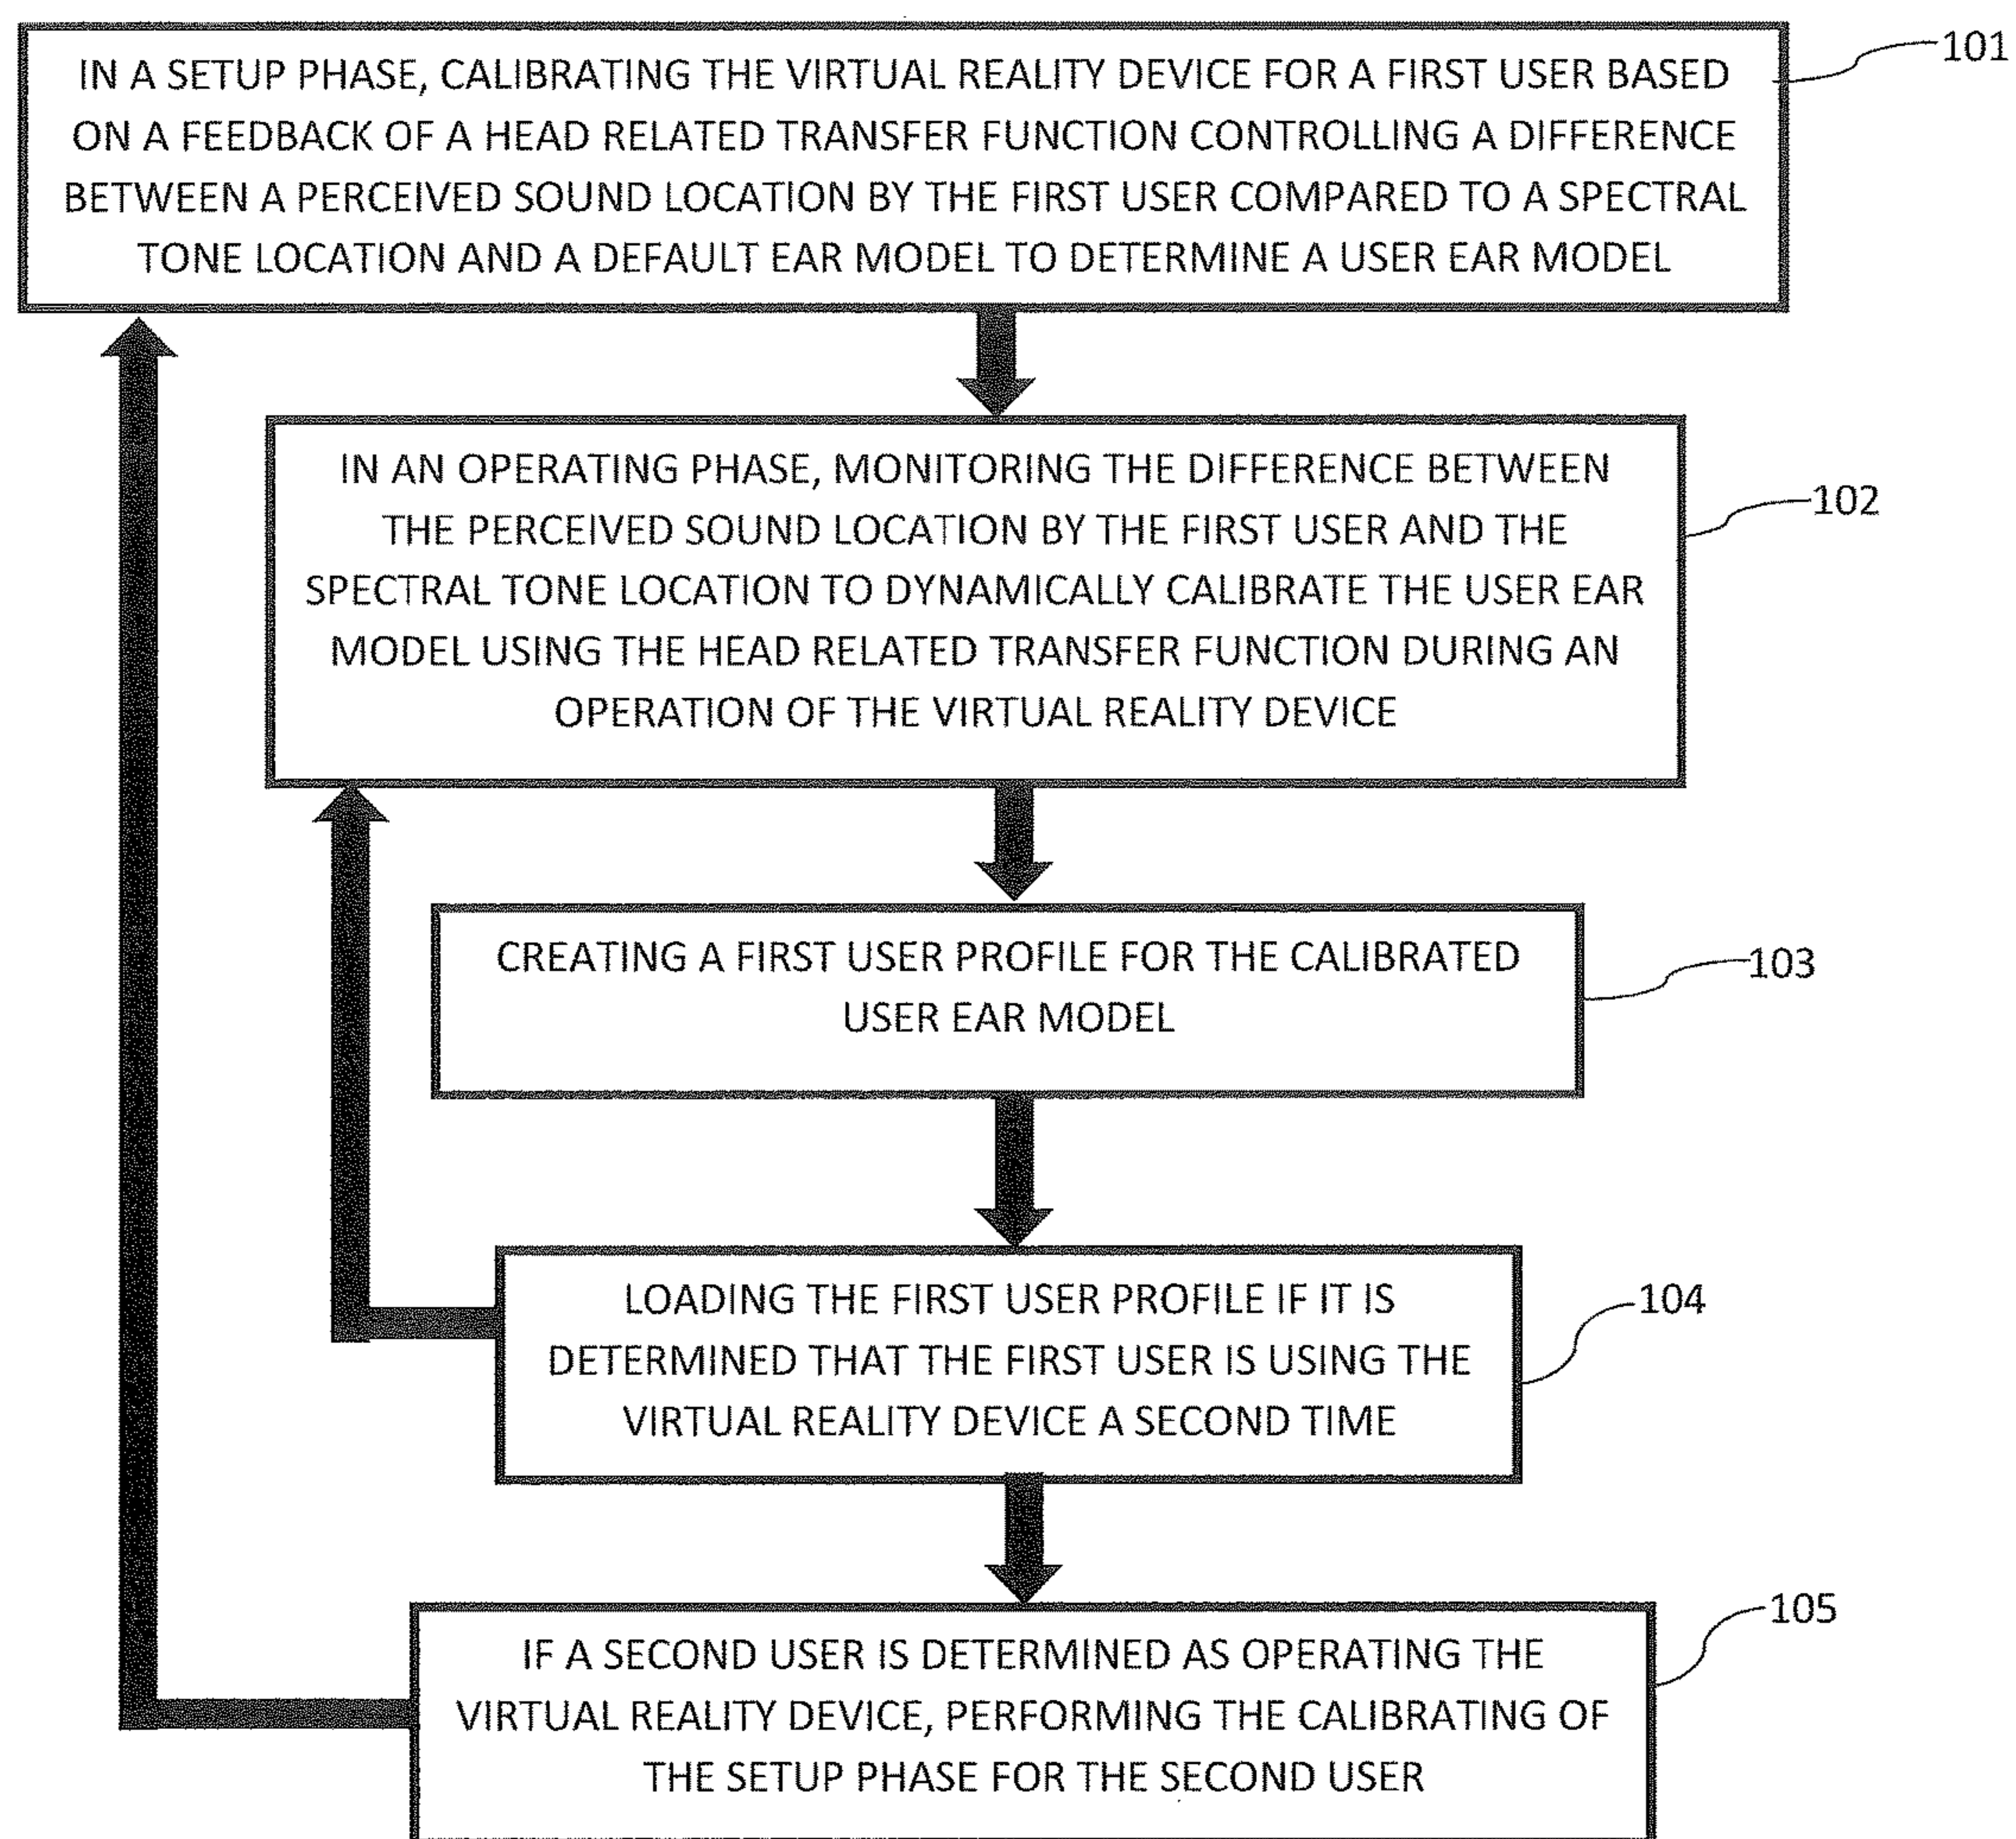 IN A SETUP PHASE, CALIBRATING THE VIRTUAL REALITY DEVICE FOR A FIRST USER BASED
ON A FEEDBACK OF A HEAD RELATED TRANSFER FUNCTION CONTROLLING A DIFFERENCE
BETWEEN A PERCEIVED SOUND LOCATION BY THE FIRST USER COMPARED TO A SPECTRAL
TONE LOCATION AND A DEFAULT EAR MODEL TO DETERMINE A USER EAR MODEL
101
IN AN OPERATING PHASE, MONITORING THE DIFFERENCE BETWEEN
THE PERCEIVED SOUND LOCATION BY THE FIRST USER AND THE
SPECTRAL TONE LOCATION TO DYNAMICALLY CALIBRATE THE USER EAR
MODEL USING THE HEAD RELATED TRANSFER FUNCTION DURING AN
OPERATION OF THE VIRTUAL REALITY DEVICE
102
CREATING A FIRST USER PROFILE FOR THE CALIBRATED
USER EAR MODEL
103
LOADING THE FIRST USER PROFILE IF IT IS
DETERMINED THAT THE FIRST USER IS USING THE
VIRTUAL REALITY DEVICE A SECOND TIME
104
IF A SECOND USER IS DETERMINED AS OPERATING THE
VIRTUAL REALITY DEVICE, PERFORMING THE CALIBRATING OF
THE SETUP PHASE FOR THE SECOND USER
105